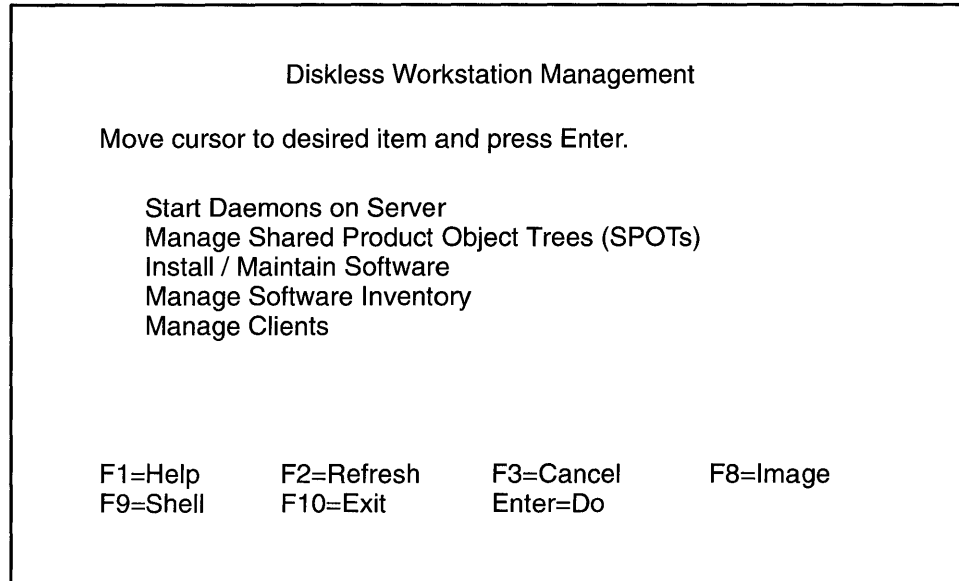 Diskless Workstation Management
Move cursor to desired item and press Enter.
Start Daemons on Server
Manage Shared Product Object Trees (SPOTs)
Install / Maintain Software
Manage Software Inventory
Manage Clients
F1=Help F2=Refresh F3=Cancel F8=Image
F9=Shell F10=Exit Enter=Do